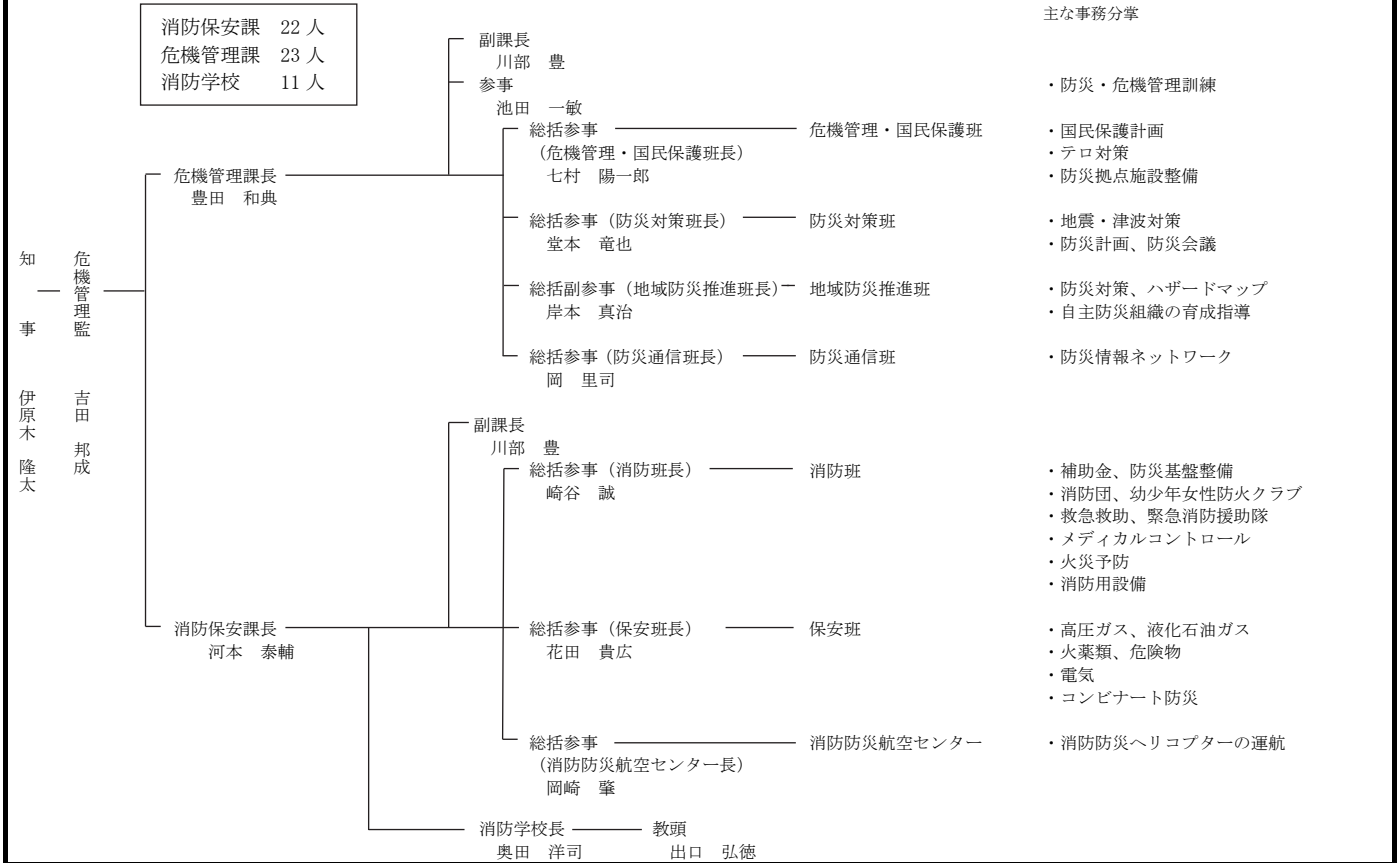 消防保安課　22 人
危機管理課　23 人
消防学校　11 人
主な事務分掌
知事　伊原木　隆太
危機管理監　吉田　邦成
危機管理課長
豊田　和典
副課長
川部　豊
参事
池田　一敏
・防災・危機管理訓練
総括参事　危機管理・国民保護班　・国民保護計画
（危機管理・国民保護班長）　・テロ対策
七村　陽一郎　・防災拠点施設整備
総括参事（防災対策班長）　防災対策班　・地震・津波対策
堂本　竜也　・防災計画、防災会議
総括副参事（地域防災推進班長）　地域防災推進班　・防災対策、ハザードマップ
岸本　真治　・自主防災組織の育成指導
総括参事（防災通信班長）　防災通信班　・防災情報ネットワーク
岡　里司
消防保安課長
河本　泰輔
副課長
川部　豊
総括参事（消防班長）　消防班　・補助金、防災基盤整備
崎谷　誠　・消防団、幼少年女性防火クラブ
・救急救助、緊急消防援助隊
・メディカルコントロール
・火災予防
・消防用設備
総括参事（保安班長）　保安班　・高圧ガス、液化石油ガス
花田　貴広　・火薬類、危険物
・電気
・コンビナート防災
総括参事　消防防災航空センター　・消防防災ヘリコプターの運航
（消防防災航空センター長）
岡崎　肇
消防学校長　教頭
奥田　洋司　出口　弘徳